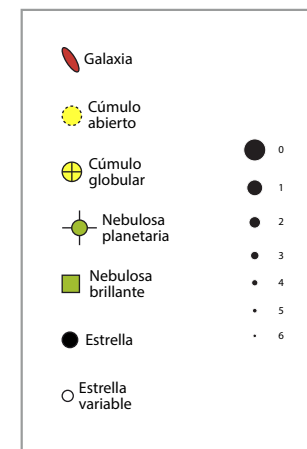 Galaxia
Cúmulo
abierto
Cúmulo
globular
Nebulosa
planetaria
Nebulosa
brillante
Estrella
Estrella
variable
0
1
2
3
4
5
6